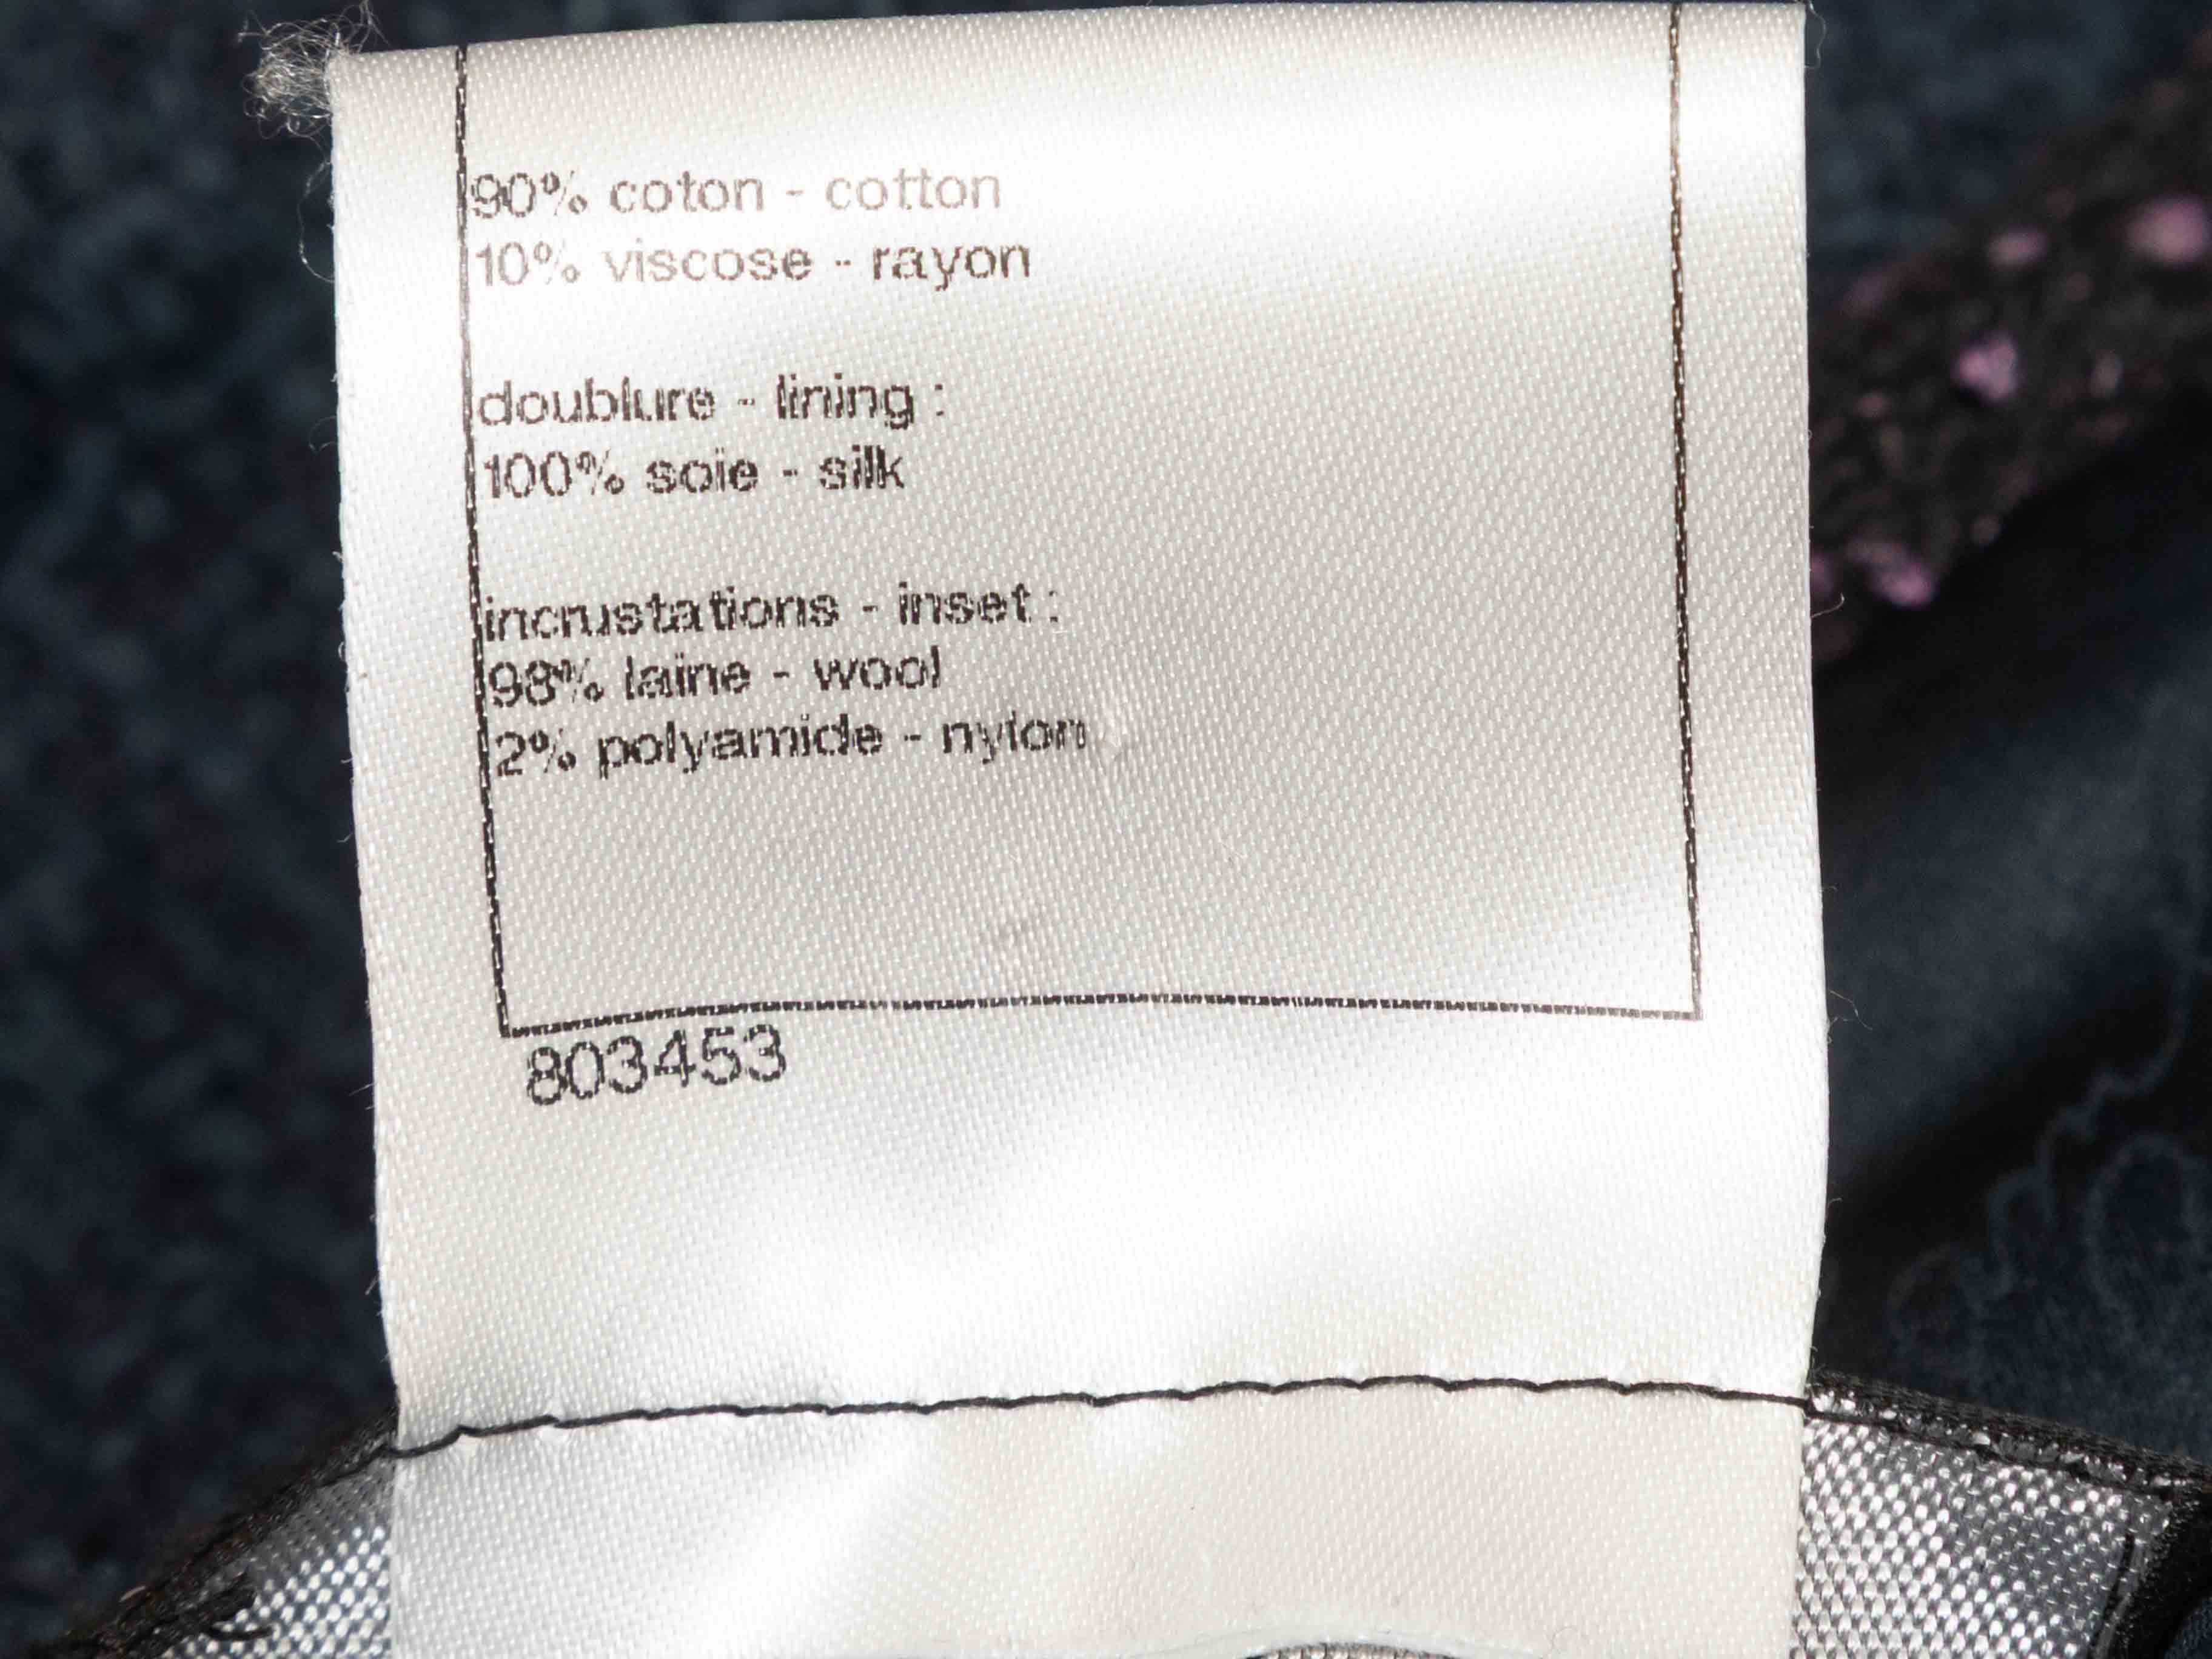 90% coton - cotton
10% viscose - rayon
doublure - lining :
100% soie - silk
incrustations - inset :
98% laine - wool
2% polyamide - nylon
803453